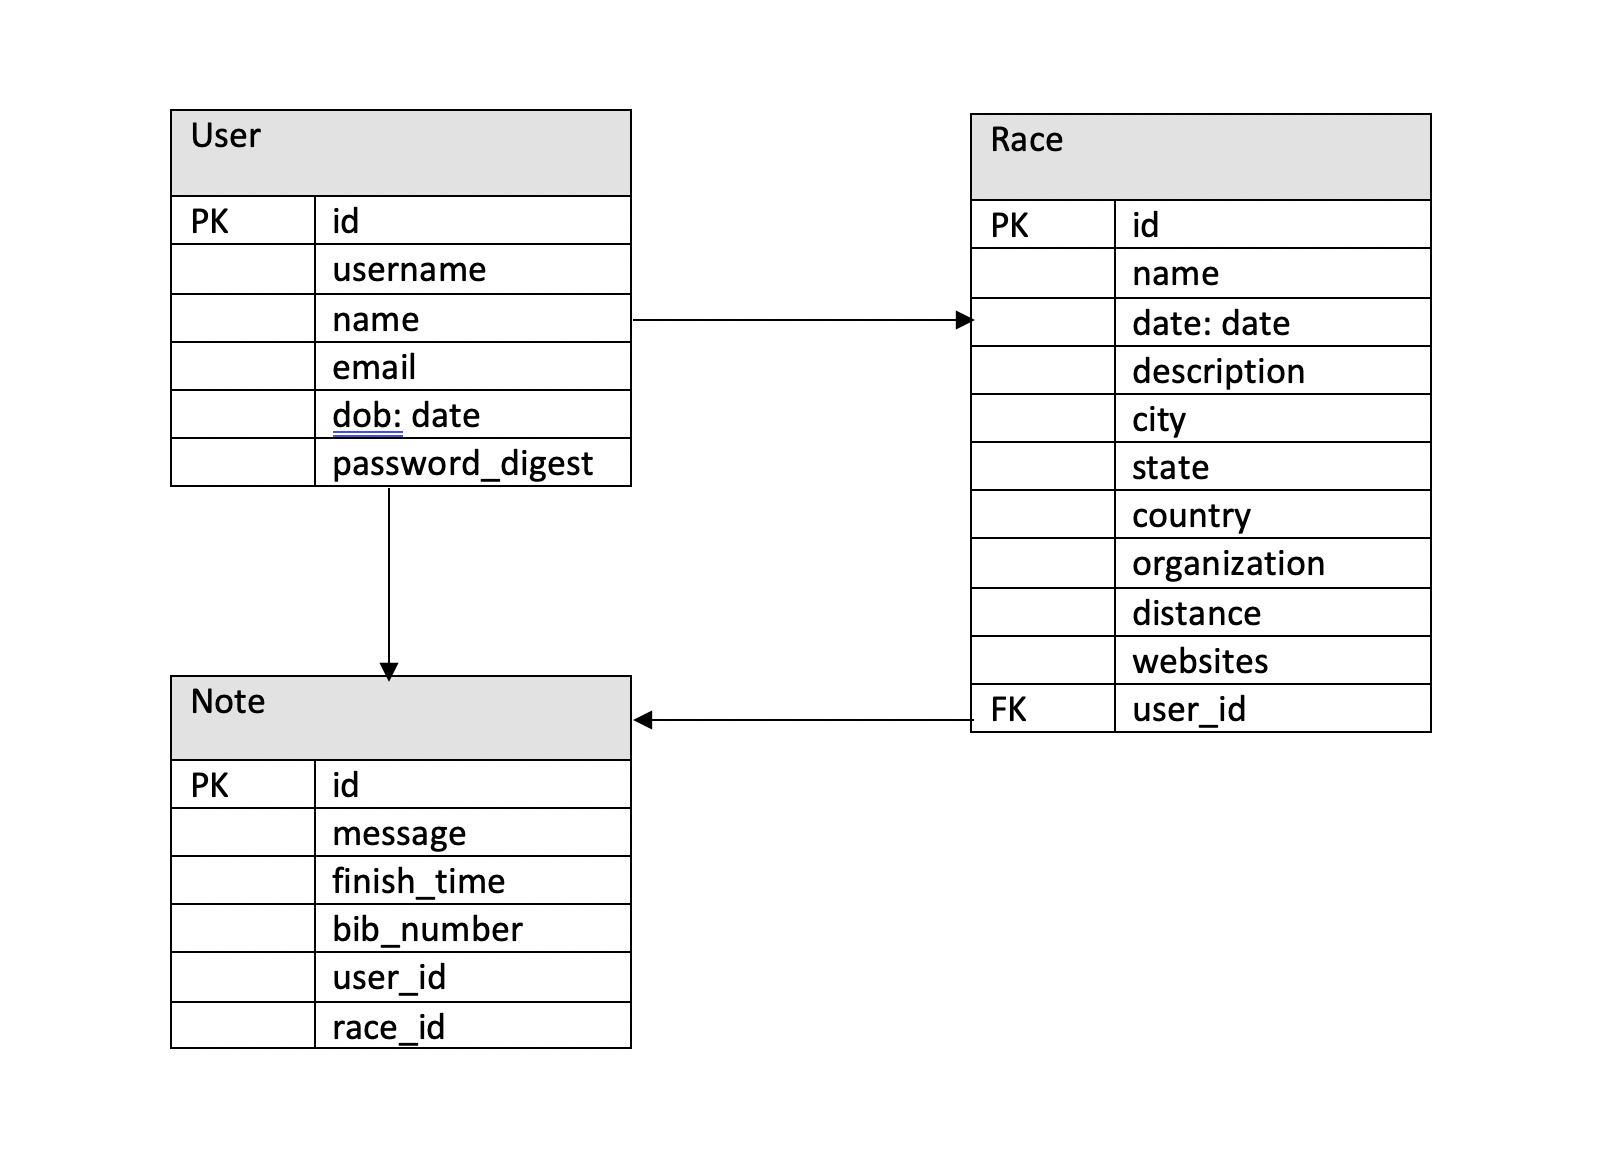 User
PK id
username
name
email
dob: date
password_digest
Race
PK id
name
date: date
description
city
state
country
organization
distance
websites
FK user_id
Note
PK id
message
finish_time
bib_number
user_id
race_id